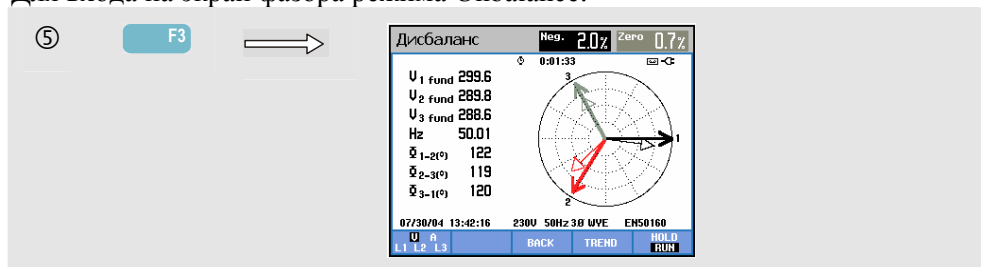 Для входа на экран фазора режима Unbalance:
⑤ F3
Дисбаланс Neg. 2.0% Zero 0.7%
0:01:33
V1 fund 299.6
V2 fund 289.8
V3 fund 288.6
Hz 50.01
Φ1-2(º) 122
Φ2-3(º) 119
Φ3-1(º) 120
3
1
2
07/30/04 13:42:16 230V 50Hz 3Ø WYE EN50160
V A
L1 L2 L3
BACK TREND
HOLD
RUN